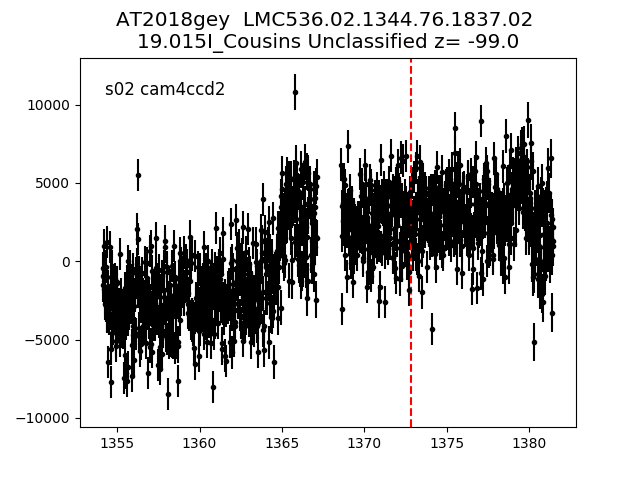 AT2018gey  LMC536.02.1344.76.1837.02
19.015I_Cousins Unclassified z= -99.0
s02 cam4ccd2
10000
5000
0
−5000
−10000
1355 1360 1365 1370 1375 1380